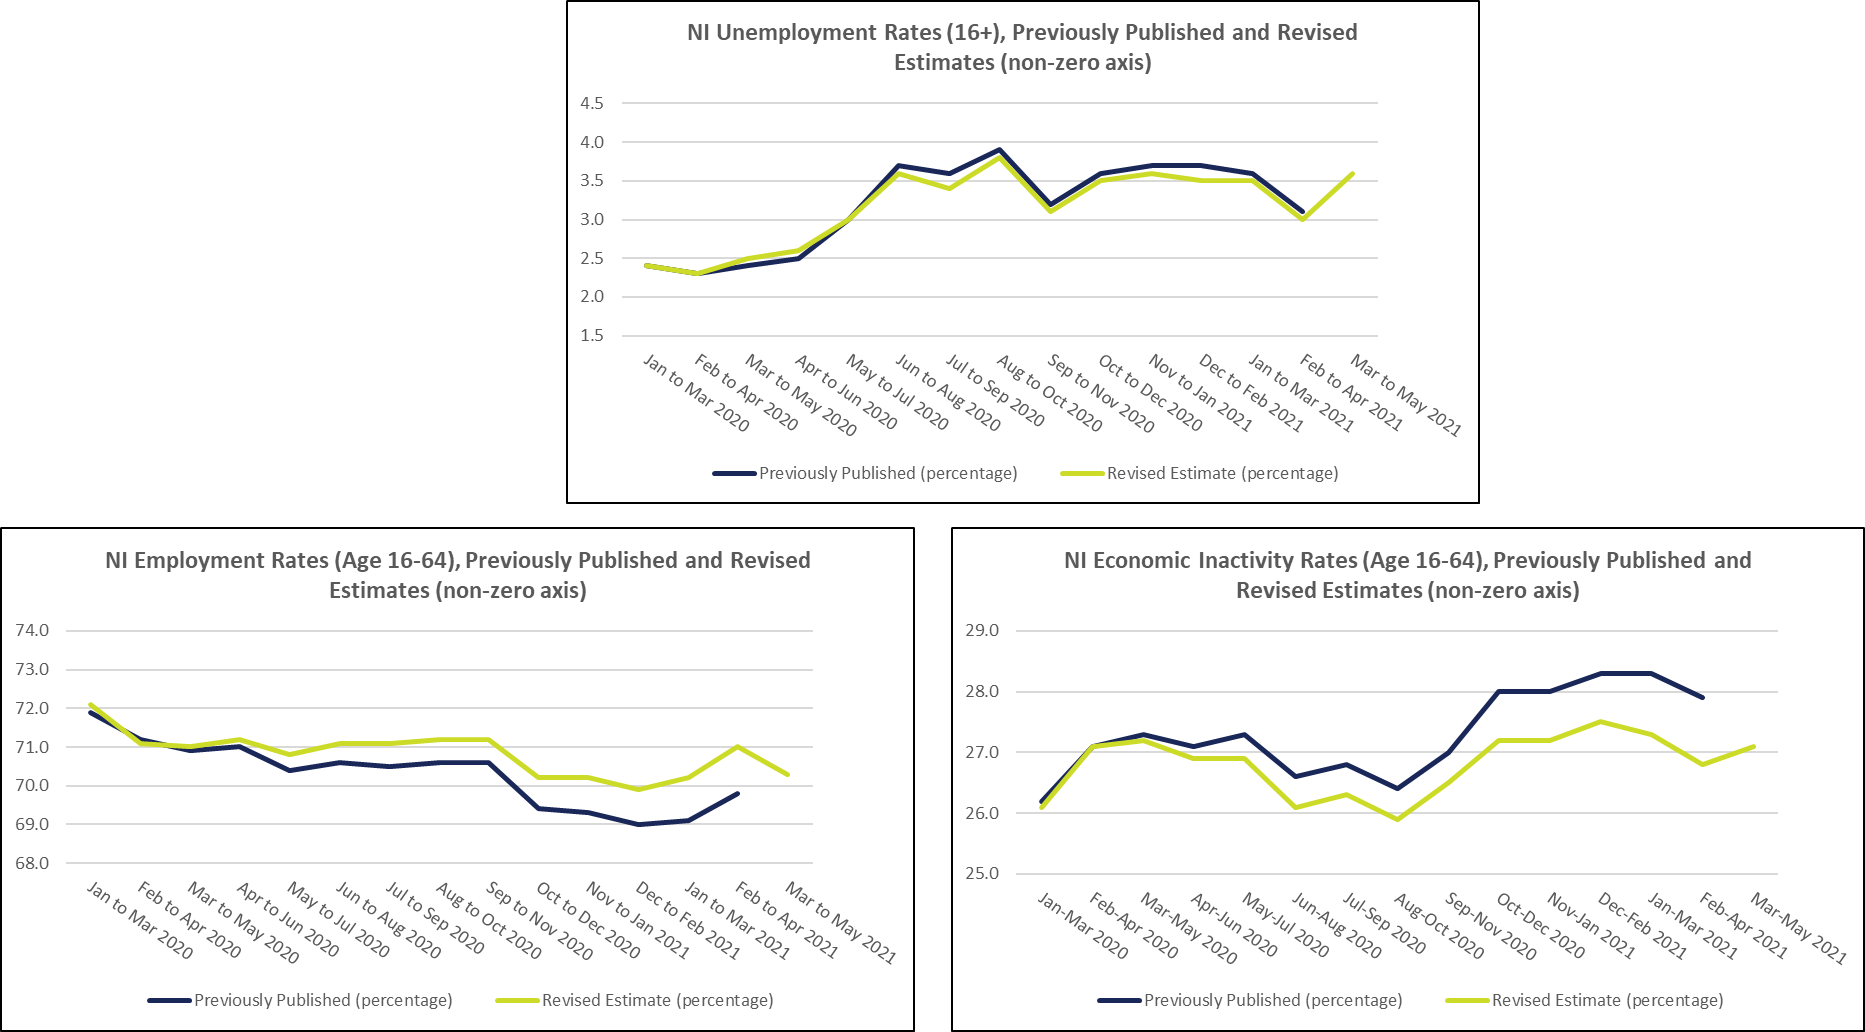 NI Unemployment Rates (16+), Previously Published and Revised
Estimates (non-zero axis)
4.5
4.0
3.5
3.0
2.5
2.0
1.5
Jan to Mar 2020
Feb to Apr 2020
Mar to May 2020
Apr to Jun 2020
May to Jul 2020
Jun to Aug 2020
Jul to Sep 2020
Aug to Oct 2020
Sep to Nov 2020
Oct to Dec 2020
Nov to Jan 2021
Dec to Feb 2021
Jan to Mar 2021
Feb to Apr 2021
Mar to May 2021
Previously Published (percentage)
Revised Estimate (percentage)
NI Employment Rates (Age 16-64), Previously Published and Revised
Estimates (non-zero axis)
74.0
73.0
72.0
71.0
70.0
69.0
68.0
Jan to Mar 2020
Feb to Apr 2020
Mar to May 2020
Apr to Jun 2020
May to Jul 2020
Jun to Aug 2020
Jul to Sep 2020
Aug to Oct 2020
Sep to Nov 2020
Oct to Dec 2020
Nov to Jan 2021
Dec to Feb 2021
Jan to Mar 2021
Feb to Apr 2021
Mar to May 2021
Previously Published (percentage)
Revised Estimate (percentage)
NI Economic Inactivity Rates (Age 16-64), Previously Published and
Revised Estimates (non-zero axis)
29.0
28.0
27.0
26.0
25.0
Jan-Mar 2020
Feb-Apr 2020
Mar-May 2020
Apr-Jun 2020
May-Jul 2020
Jun-Aug 2020
Jul-Sep 2020
Aug-Oct 2020
Sep-Nov 2020
Oct-Dec 2020
Nov-Jan 2021
Dec-Feb 2021
Jan-Mar 2021
Feb-Apr 2021
Mar-May 2021
Previously Published (percentage)
Revised Estimate (percentage)